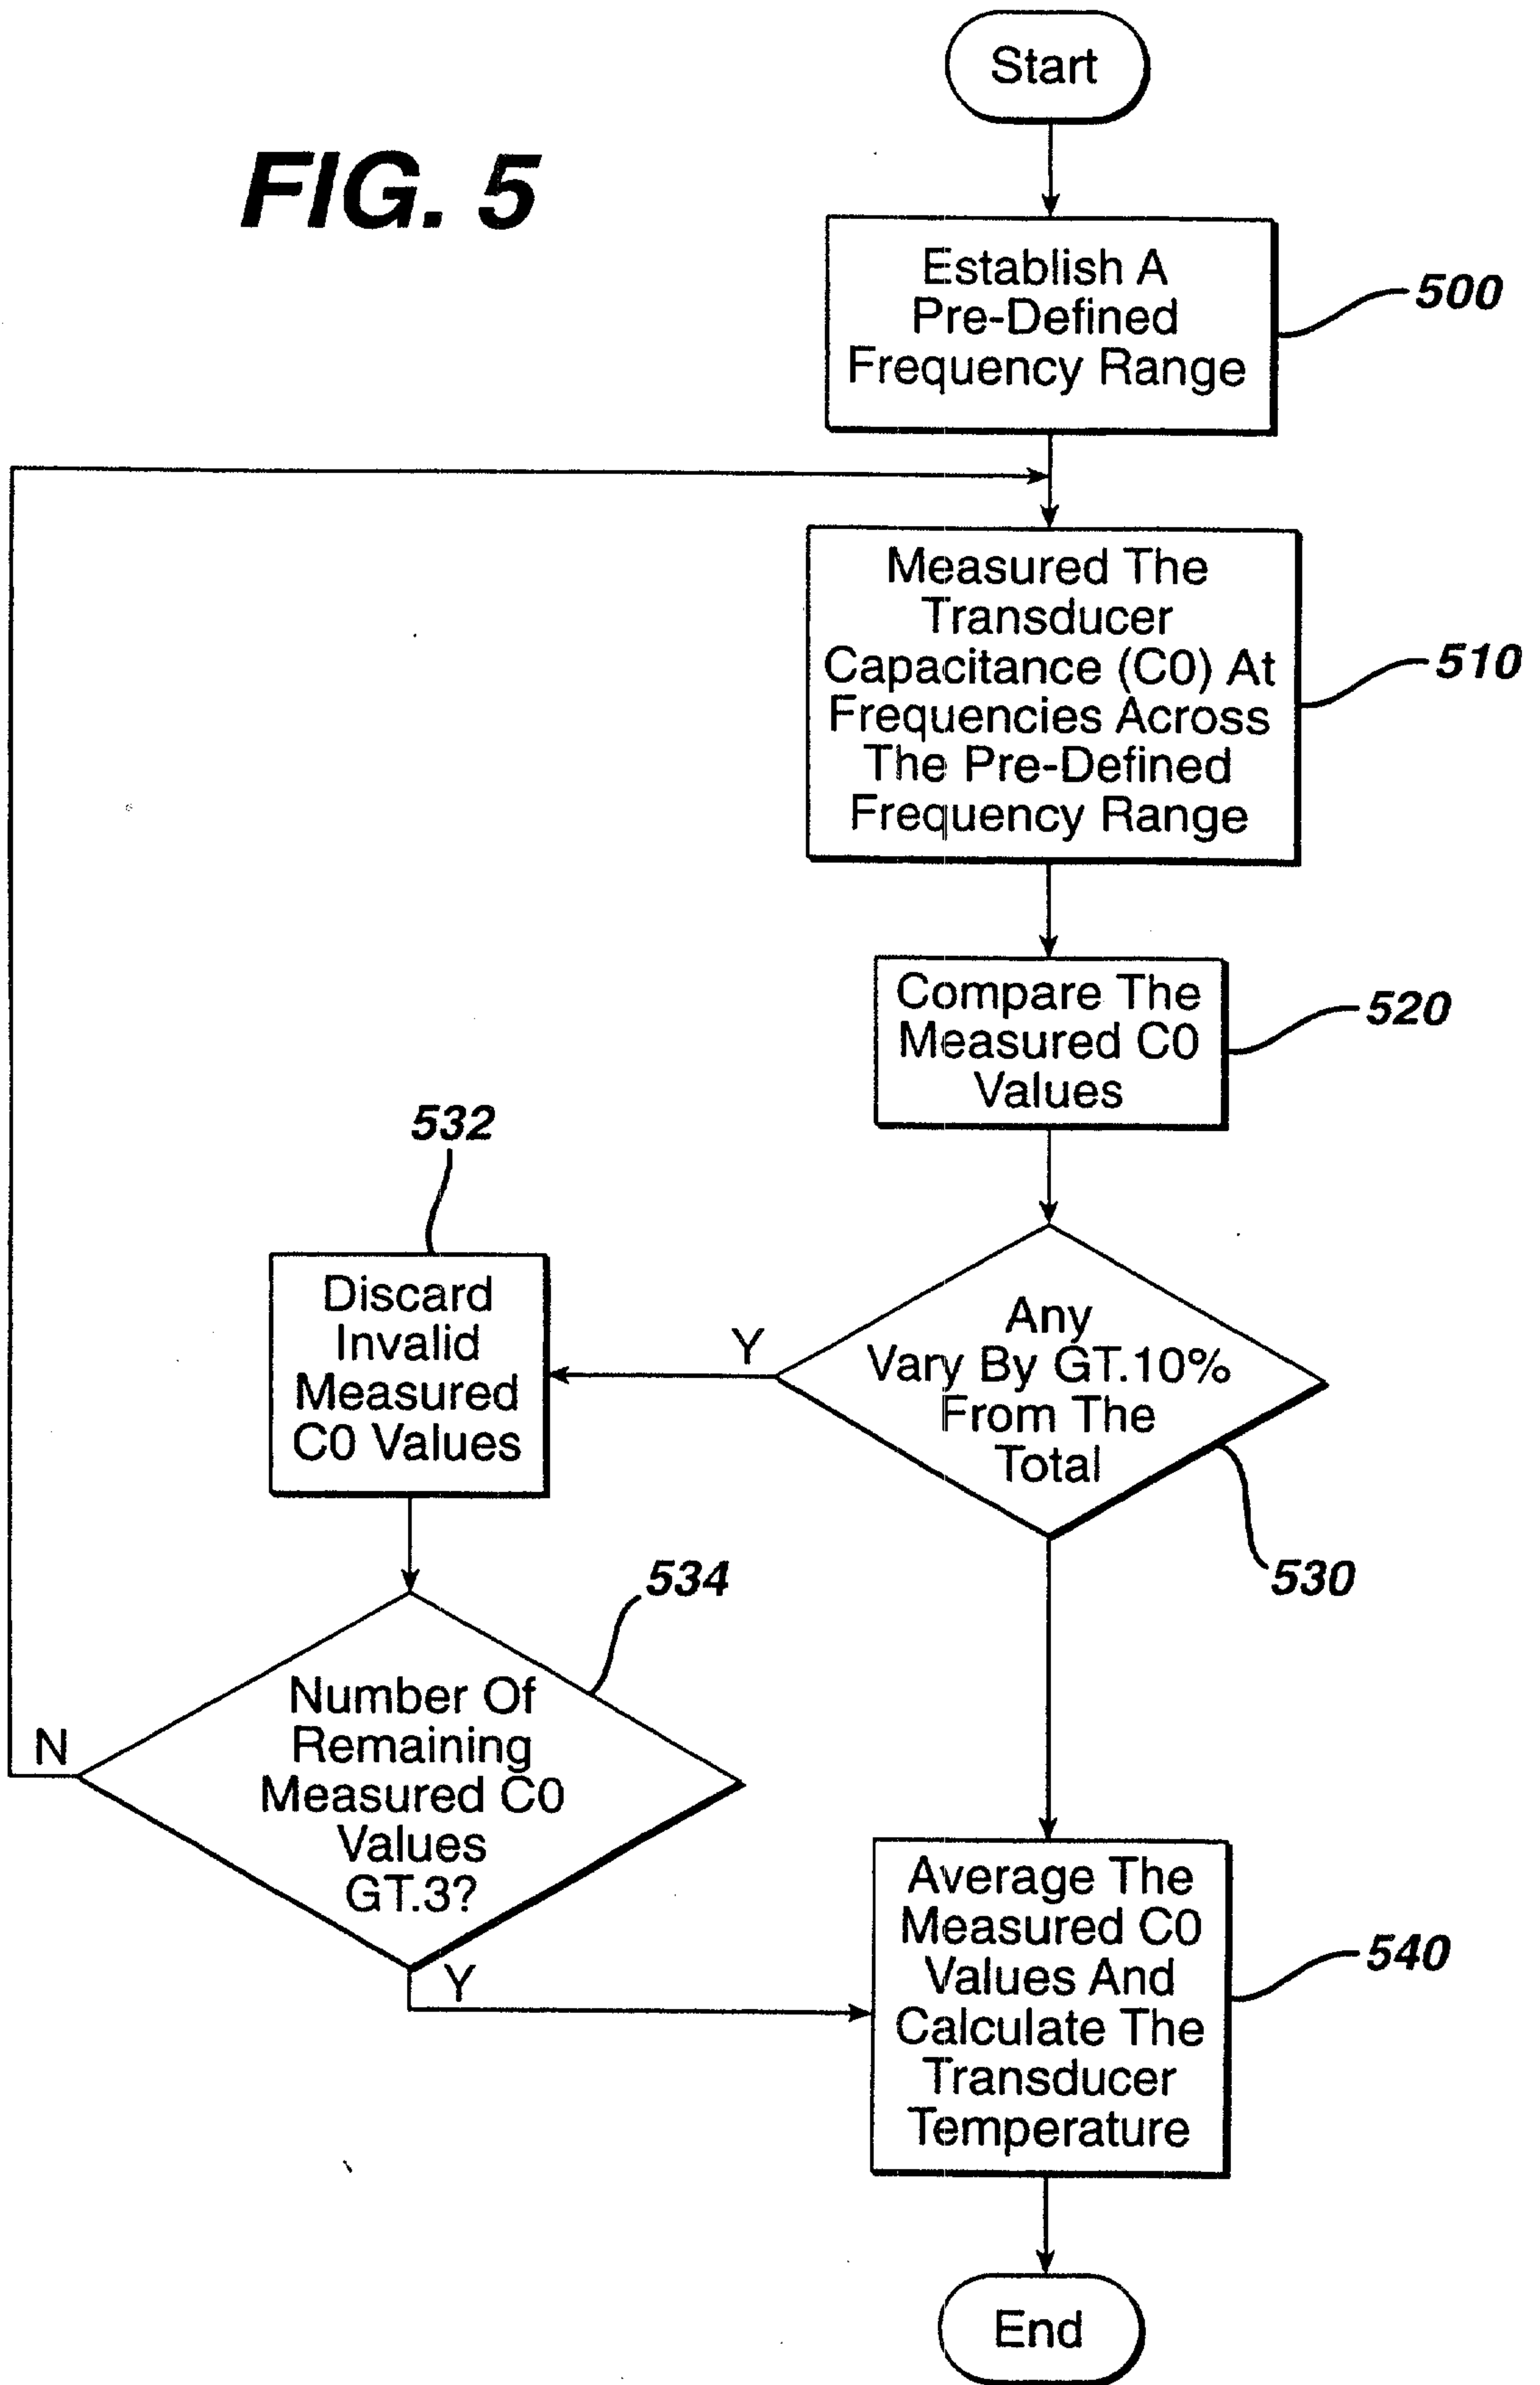 FIG. 5
Start
Establish A
Pre-Defined
Frequency Range
500
Measured The
Transducer
Capacitance (C0) At
Frequencies Across
The Pre-Defined
Frequency Range
510
Compare The
Measured C0
Values
520
Any
Vary By GT.10%
From The
Total
530
Y
532
Discard
Invalid
Measured
C0 Values
534
Number Of
Remaining
Measured C0
Values
GT.3?
N
Y
Average The
Measured C0
Values And
Calculate The
Transducer
Temperature
540
End